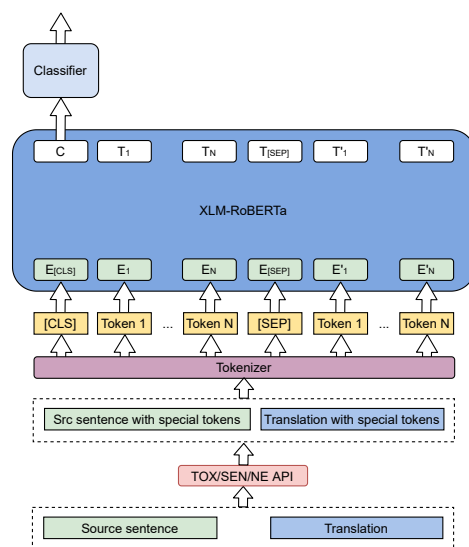 Classifier
C T1 TN T[SEP] T'1 T'N
XLM-RoBERTa
E[CLS] E1 EN E[SEP] E'1 E'N
[CLS] Token 1 ... Token N [SEP] Token 1 ... Token N
Tokenizer
Src sentence with special tokens Translation with special tokens
TOX/SEN/NE API
Source sentence Translation